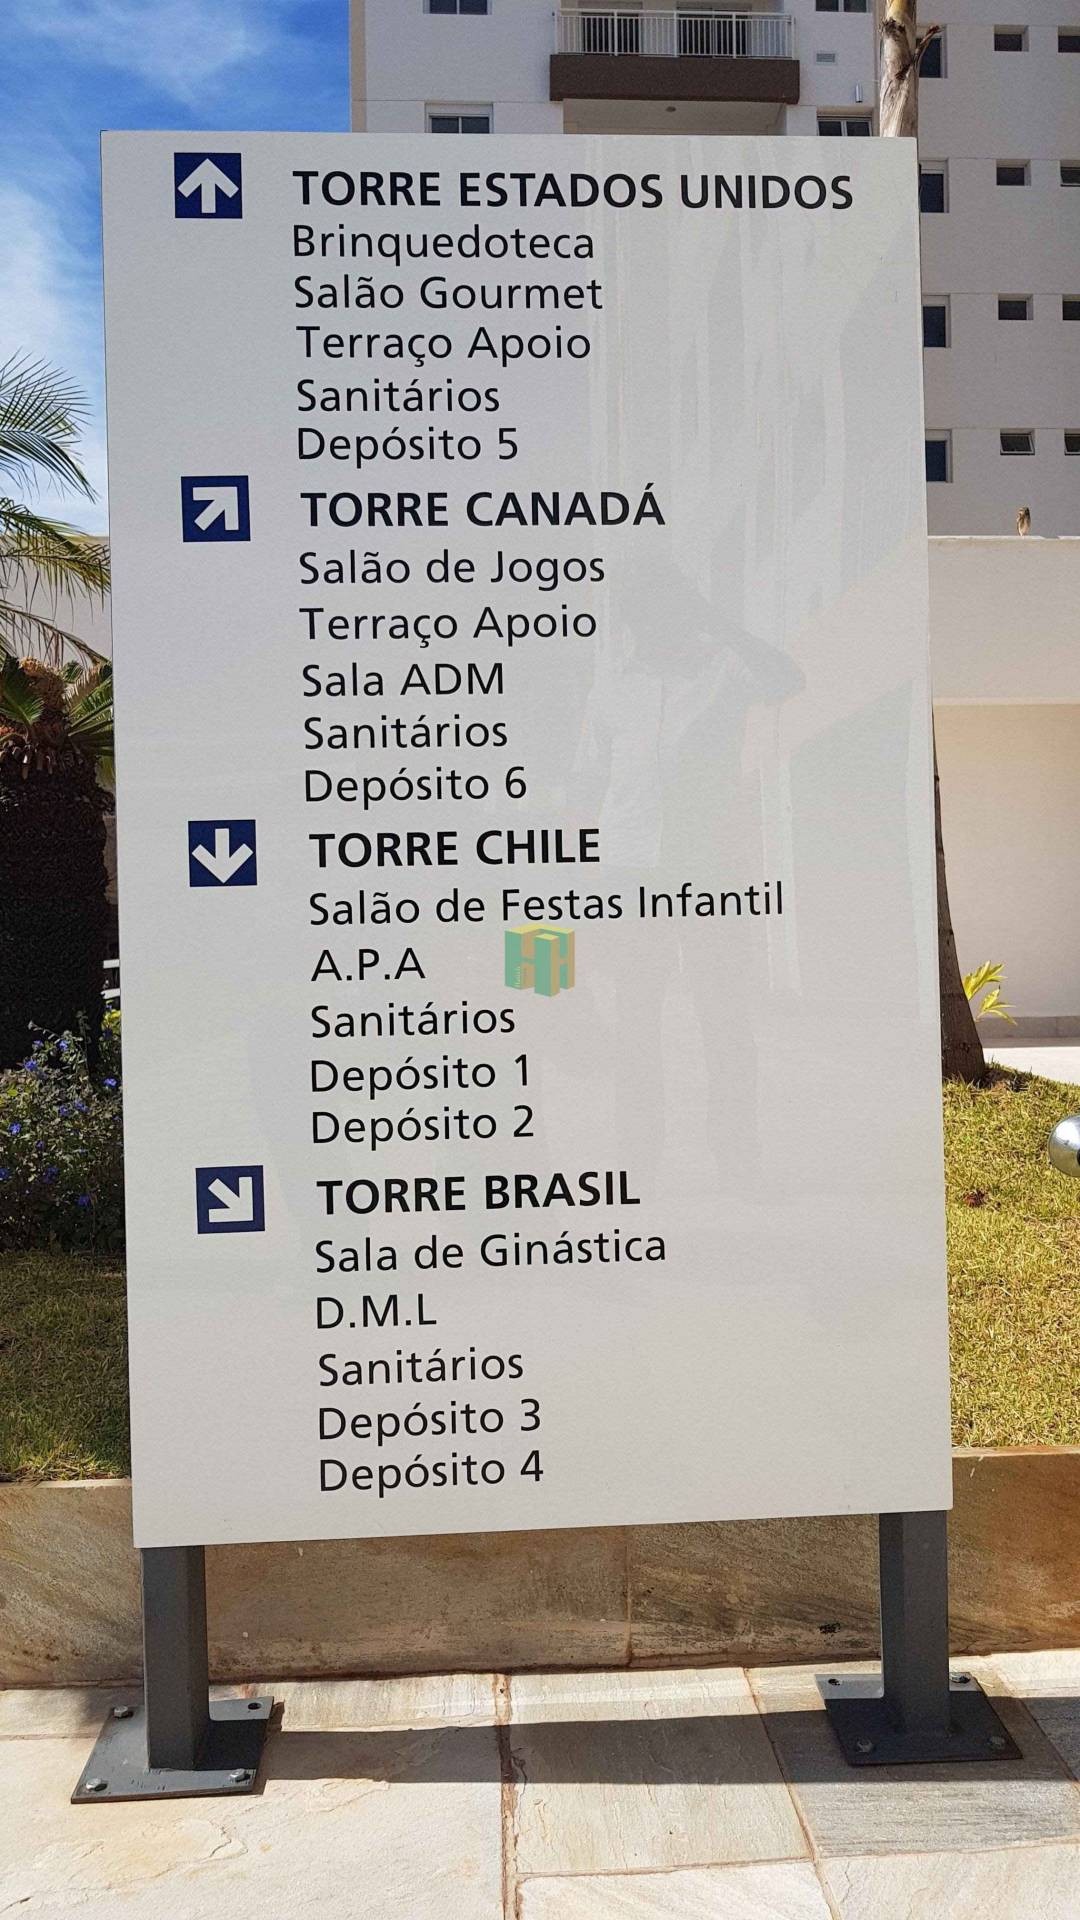 TORRE ESTADOS UNIDOS
Brinquedoteca
Salão Gourmet
Terraço Apoio
Sanitários
Depósito 5
TORRE CANADÁ
Salão de Jogos
Terraço Apoio
Sala ADM
Sanitários
Depósito 6
TORRE CHILE
Salão de Festas Infantil
A.P.A
Sanitários
Depósito 1
Depósito 2
TORRE BRASIL
Sala de Ginástica
D.M.L
Sanitários
Depósito 3
Depósito 4